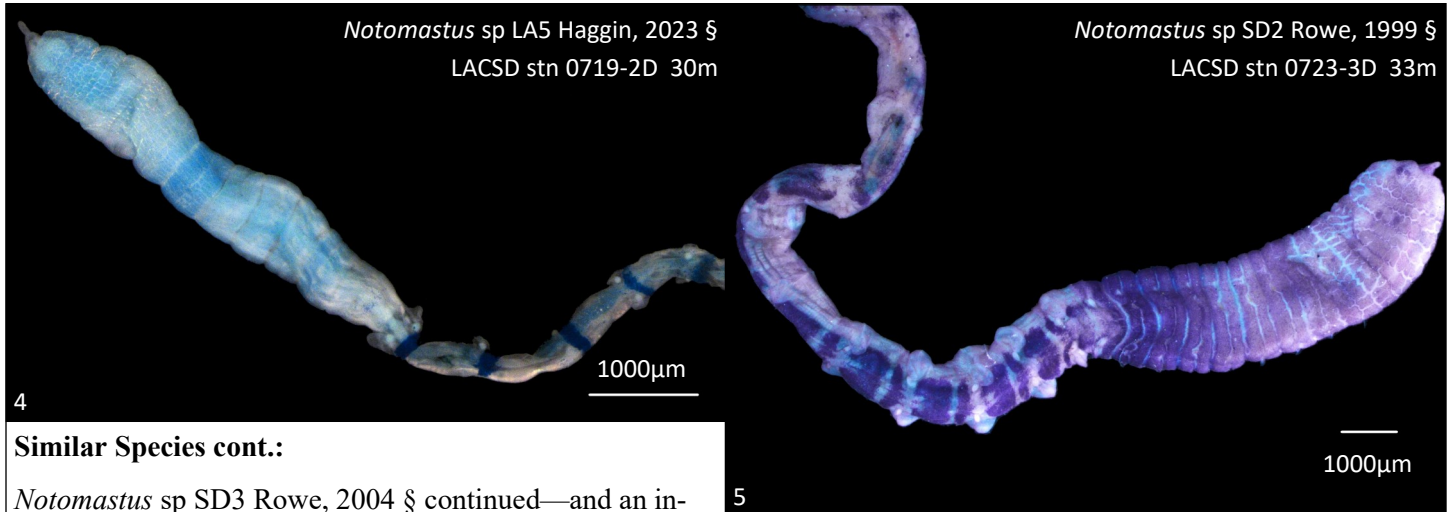 Notomastus sp LA5 Haggin, 2023 §
LACSD stn 0719-2D 30m
1000µm
4
Notomastus sp SD2 Rowe, 1999 §
LACSD stn 0723-3D 33m
1000µm
5
Similar Species cont.:
Notomastus sp SD3 Rowe, 2004 § continued—and an in-